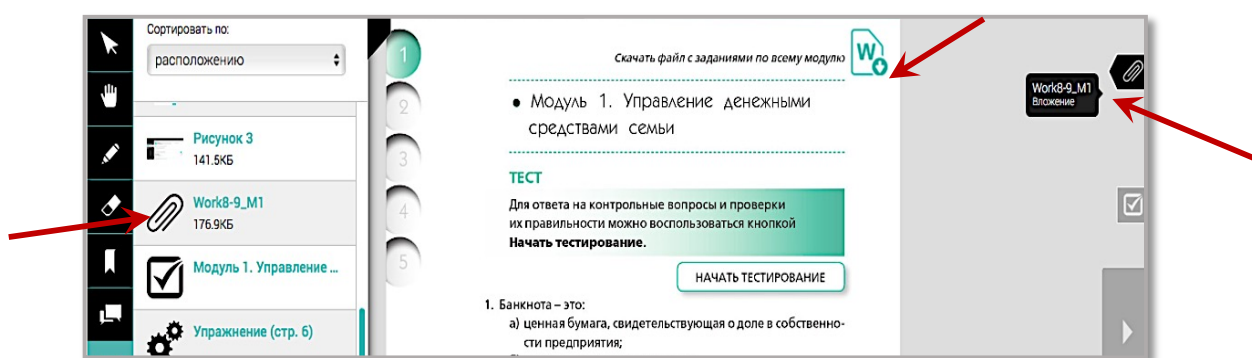 Сортировать по:
расположению
Рисунок 3
141.5КБ
Work8-9_M1
176.9КБ
Модуль 1. Управление ...
Упражнение (стр. 6)
1
2
3
4
5
Скачать файл с заданиями по всему модулю
W
• Модуль 1. Управление денежными
средствами семьи
ТЕСТ
Для ответа на контрольные вопросы и проверки
их правильности можно воспользоваться кнопкой
Начать тестирование.
НАЧАТЬ ТЕСТИРОВАНИЕ
1. Банкнота – это:
а) ценная бумага, свидетельствующая о доле в собственно-
сти предприятия;
Work8-9_M1
Вложение